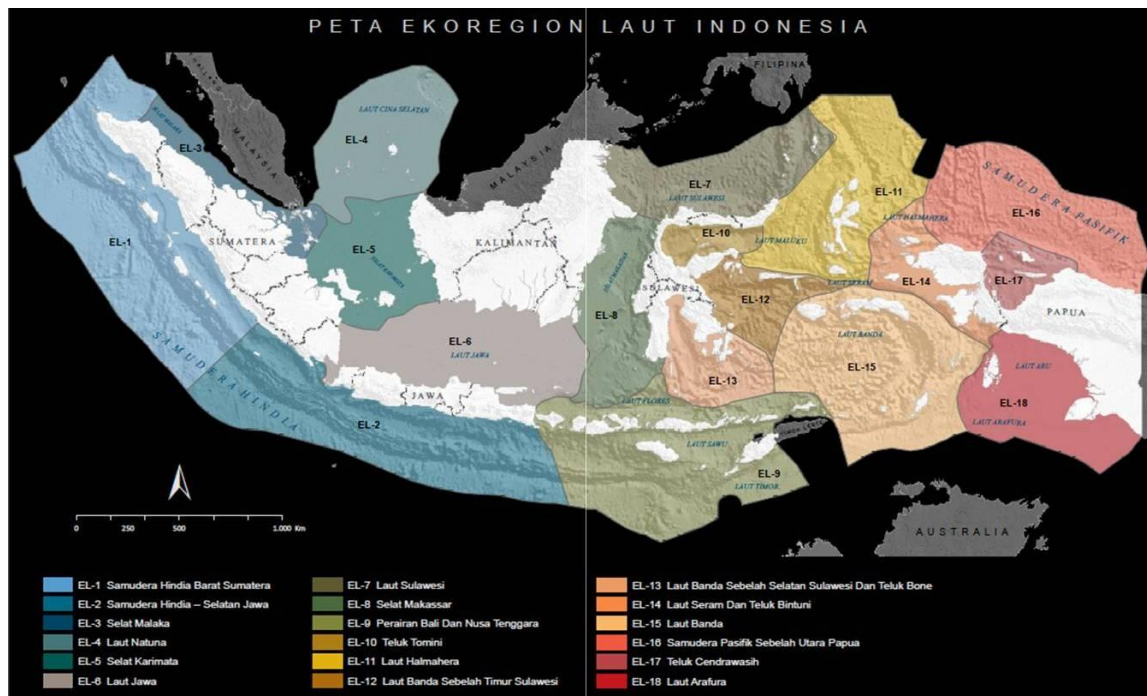 PETA EKOREGION LAUT INDONESIA
THAILAND
FILIPINA
LAUT CINA SELATAN
SELAT MALAKA
EL-3
MALAYSIA
EL-4
MALAYSIA
EL-7
LAUT SULAWESI
EL-11
LAUT HALMAHERA
SAMUDERA PASIFIK
EL-16
EL-1
SUMATERA
EL-5
SELAT KARIMATA
KALIMANTAN
EL-10
LAUT MALUKU
SELAT MAKASAR
SULAWESI
EL-12
LAUT SERAM
EL-14
EL-17
PAPUA
EL-8
EL-6
LAUT JAWA
LAUT BANDA
EL-15
LAUT ARU
SAMUDERA HINDIA
JAWA
EL-13
LAUT FLORES
EL-18
LAUT ARAFURA
EL-2
LAUT SAWU
TIMOR LESTE
EL-9
LAUT TIMOR
AUSTRALIA
0 250 500 1.000 Km
EL-1 Samudera Hindia Barat Sumatera
EL-2 Samudera Hindia – Selatan Jawa
EL-3 Selat Malaka
EL-4 Laut Natuna
EL-5 Selat Karimata
EL-6 Laut Jawa
EL-7 Laut Sulawesi
EL-8 Selat Makassar
EL-9 Perairan Bali Dan Nusa Tenggara
EL-10 Teluk Tomini
EL-11 Laut Halmahera
EL-12 Laut Banda Sebelah Timur Sulawesi
EL-13 Laut Banda Sebelah Selatan Sulawesi Dan Teluk Bone
EL-14 Laut Seram Dan Teluk Bintuni
EL-15 Laut Banda
EL-16 Samudera Pasifik Sebelah Utara Papua
EL-17 Teluk Cendrawasih
EL-18 Laut Arafura